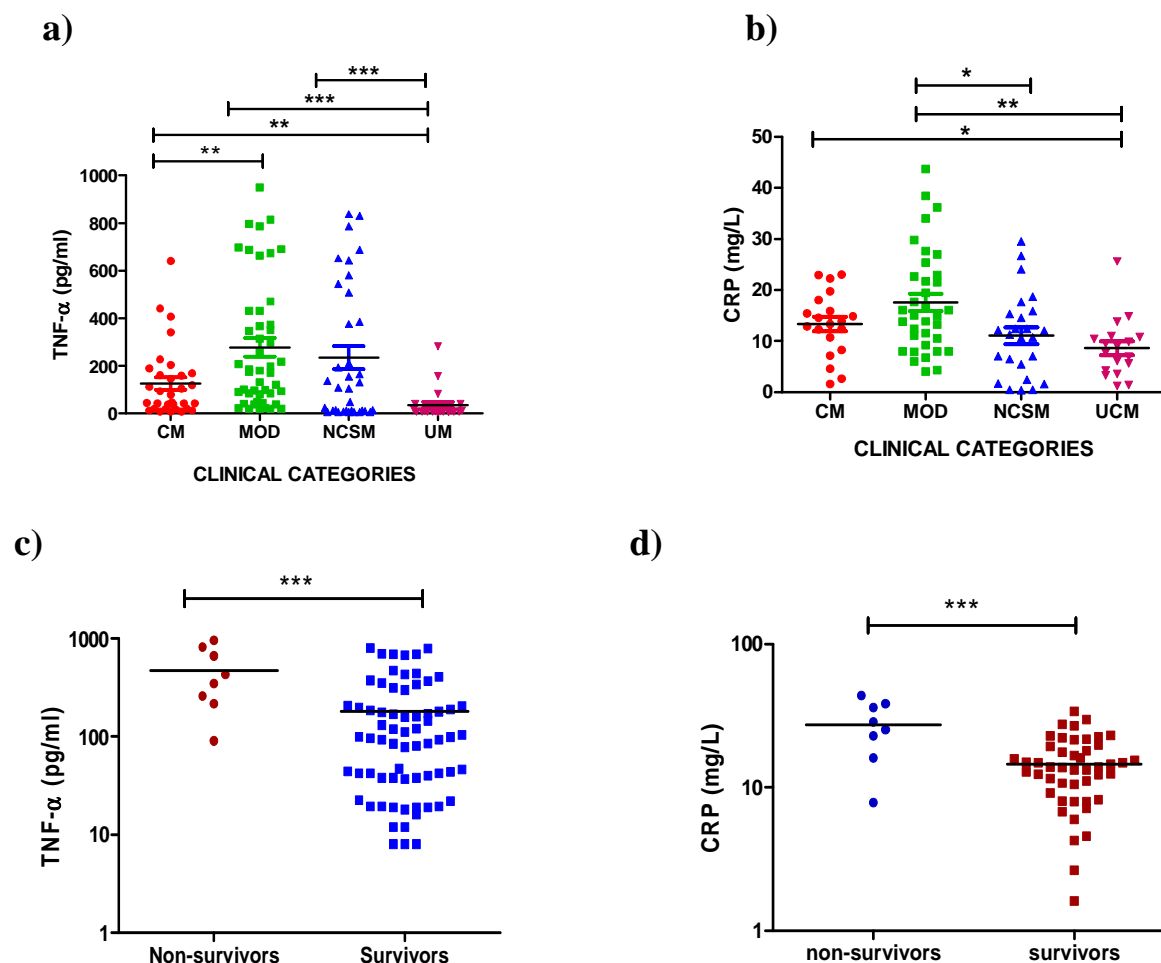 a)
***
***
**
**
1000
800
600
400
200
0
TNF-α (pg/ml)
CM MOD NCSM UM
CLINICAL CATEGORIES
b)
*
**
*
50
40
30
20
10
0
CRP (mg/L)
CM MOD NCSM UCM
CLINICAL CATEGORIES
c)
***
1000
100
10
1
TNF-α (pg/ml)
Non-survivors Survivors
d)
***
100
10
1
CRP (mg/L)
non-survivors survivors